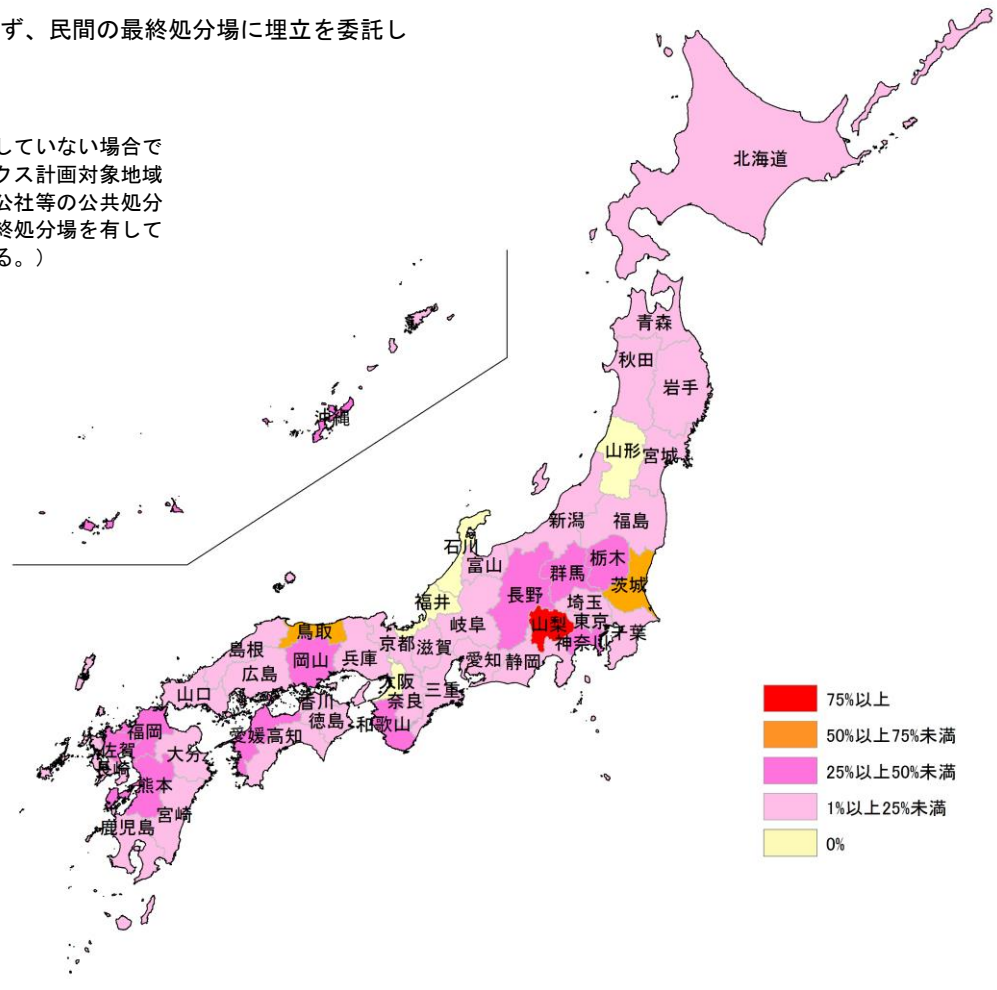 ず、民間の最終処分場に埋立を委託し
していない場合で
クス計画対象地域
公社等の公共処分
終処分場を有して
る。）
北海道
青森
秋田
岩手
山形
宮城
沖縄
新潟
福島
石川
富山
栃木
群馬
茨城
長野
福井
埼玉
岐阜
山梨
東京
千葉
神奈川
鳥取
京都
滋賀
愛知
静岡
島根
岡山
兵庫
広島
大阪
三重
奈良
山口
香川
徳島
和歌山
福岡
愛媛
高知
佐賀
大分
長崎
熊本
宮崎
鹿児島
75%以上
50%以上75%未満
25%以上50%未満
1%以上25%未満
0%